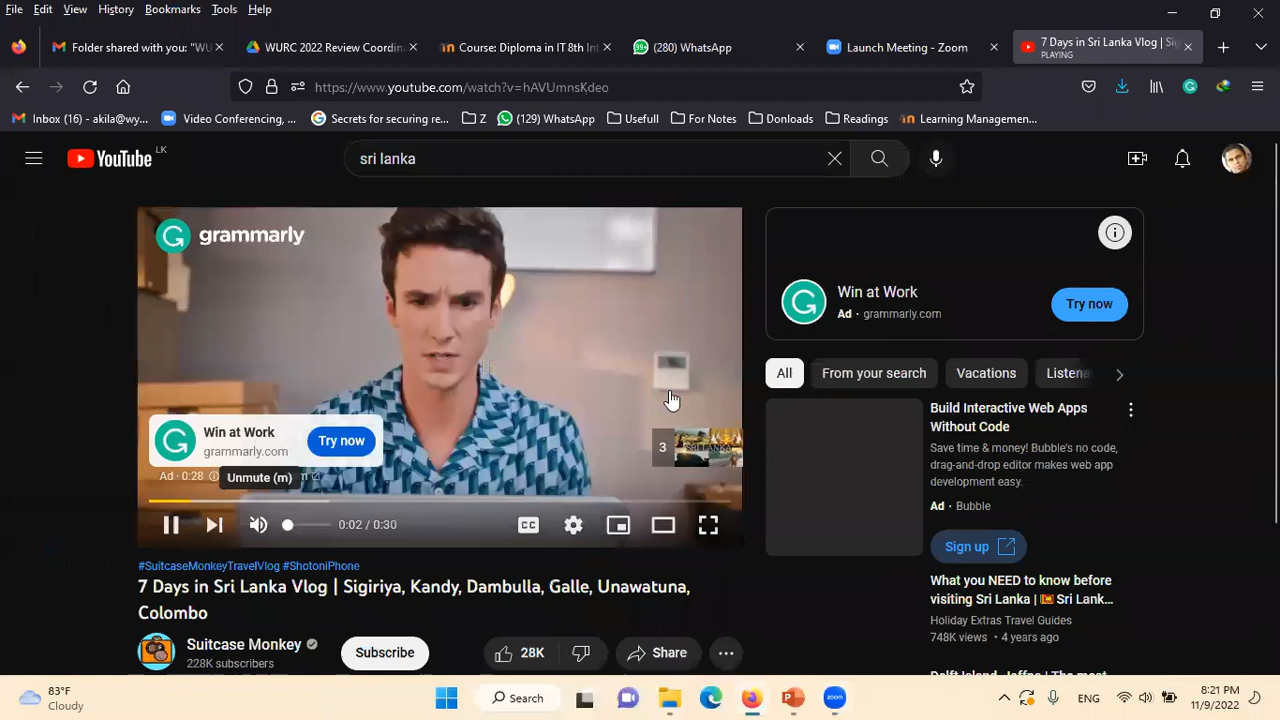 File Edit View History Bookmarks Tools Help
Folder shared with you: "WU
WURC 2022 Review Coordin
Course: Diploma in IT 8th Int
(280) WhatsApp
Launch Meeting - Zoom
7 Days in Sri Lanka Vlog | Sig
PLAYING
https://www.youtube.com/watch?v=hAVUmnsKdeo
Inbox (16) - akila@wy...
Video Conferencing, ...
Secrets for securing re...
Z
(129) WhatsApp
Usefull
For Notes
Donloads
Readings
Learning Managemen...
YouTube LK
sri lanka
grammarly
Win at Work
grammarly.com
Try now
Ad · 0:28
Unmute (m)
3
SRI LANKA
0:02 / 0:30
CC
#SuitcaseMonkeyTravelVlog #ShotoniPhone
7 Days in Sri Lanka Vlog | Sigiriya, Kandy, Dambulla, Galle, Unawatuna,
Colombo
Suitcase Monkey
228K subscribers
Subscribe
28K
Share
Win at Work
Ad · grammarly.com
Try now
All
From your search
Vacations
Listena
Build Interactive Web Apps
Without Code
Save time & money! Bubble's no-code,
drag-and-drop editor makes web app
development easy.
Ad · Bubble
Sign up
What you NEED to know before
visiting Sri Lanka | 🇱🇰 Sri Lank...
Holiday Extras Travel Guides
748K views · 4 years ago
83°F
Cloudy
Search
zoom
ENG
8:21 PM
11/9/2022